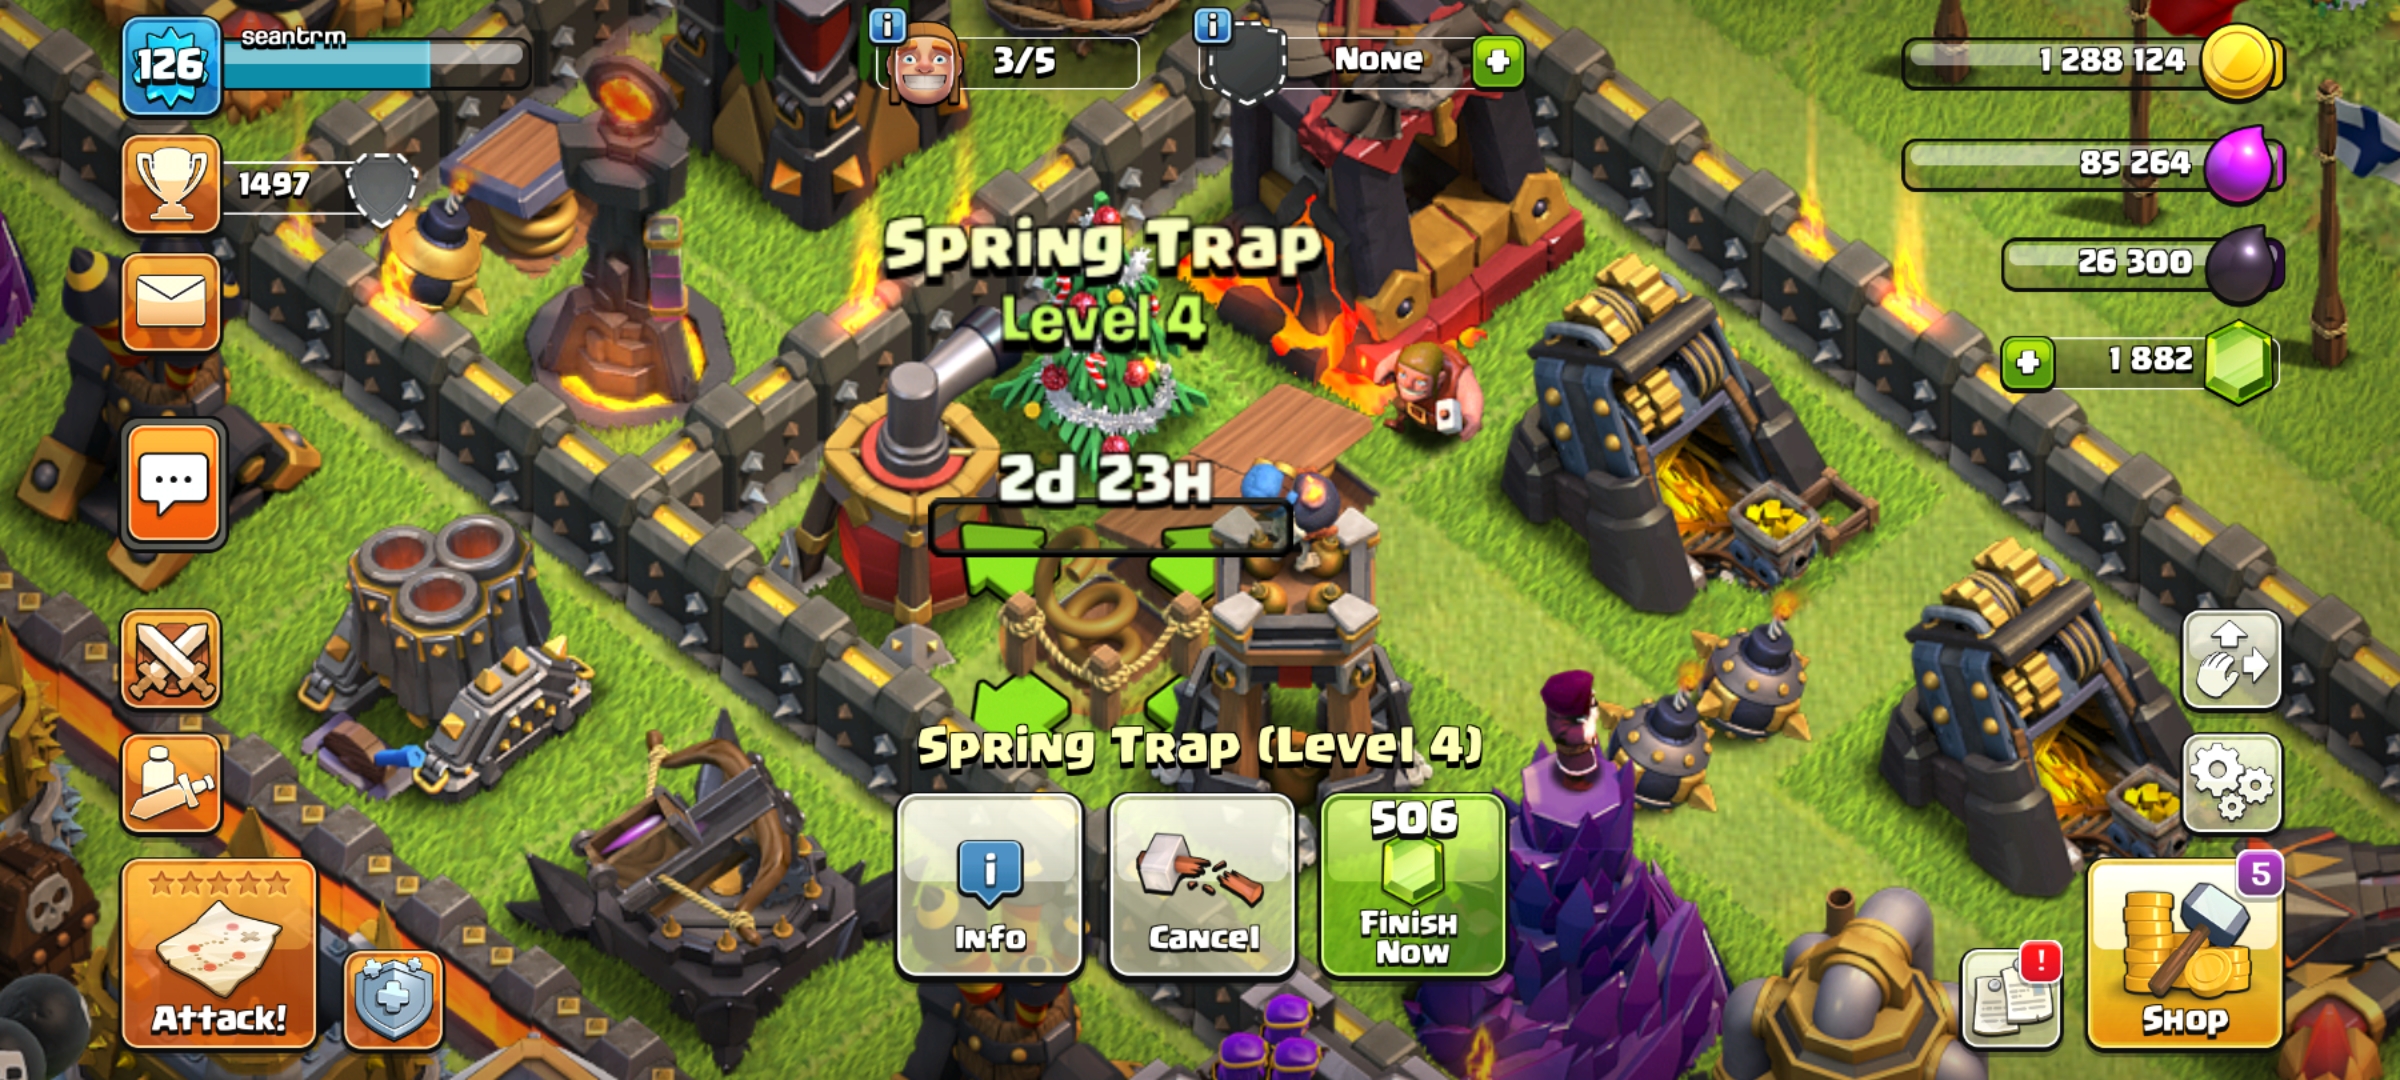 126
seantrm
3/5
None
1 288 124
1497
85 264
26 300
1 882
Spring Trap
Level 4
2d 23H
Spring Trap (Level 4)
Info
Cancel
506
Finish
Now
Attack!
5
!
Shop